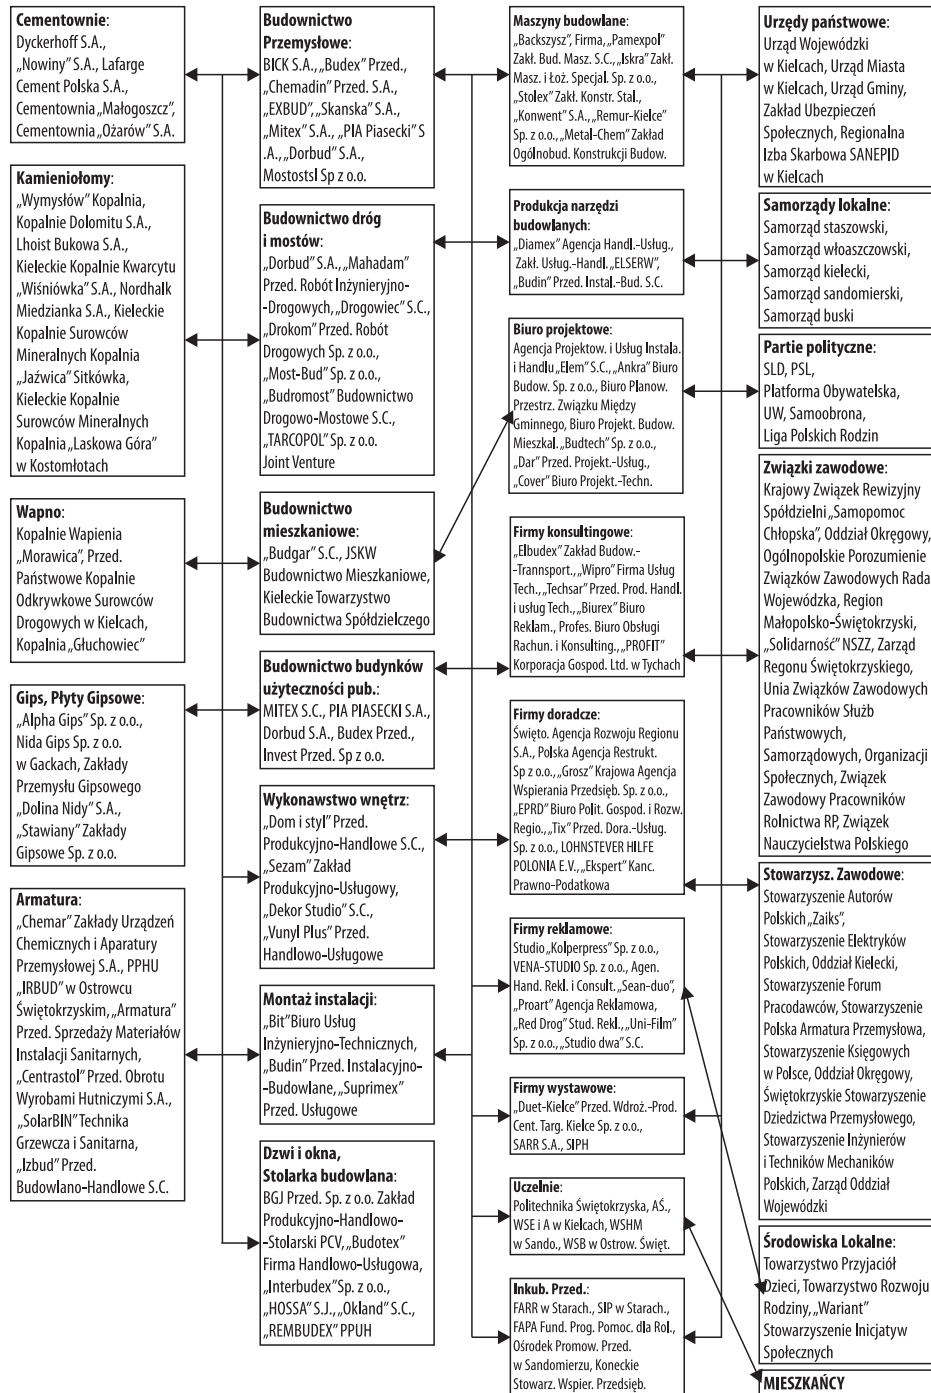 Cementownie:
Dyckerhoff S.A.,
„Nowiny” S.A., Lafarge
Cement Polska S.A.,
Cementownia „Małogoszcz”,
Cementownia „Ożarów” S.A.
Kamieniołomy:
„Wymysłów” Kopalnia,
Kopalnie Dolomitu S.A.,
Lhoist Bukowa S.A.,
Kieleckie Kopalnie Kwarcytu
„Wiśniówka” S.A., Nordhalk
Miedzianka S.A., Kieleckie
Kopalnie Surowców
Mineralnych Kopalnia
„Jaźwica” Sitkówka,
Kieleckie Kopalnie
Surowców Mineralnych
Kopalnia „Laskowa Góra”
w Kostomłotach
Wapno:
Kopalnie Wapienia
„Morawica”, Przed.
Państwowe Kopalnie
Odkrywkowe Surowców
Drogowych w Kielcach,
Kopalnia „Głuchowiec”
Gips, Płyty Gipsowe:
„Alpha Gips” Sp. z o.o.,
Nida Gips Sp. z o.o.
w Gackach, Zakłady
Przemysłu Gipsowego
„Dolina Nidy” S.A.,
„Stawiany” Zakłady
Gipsowe Sp. z o.o.
Armatura:
„Chemar” Zakłady Urządzeń
Chemicznych i Aparatury
Przemysłowej S.A., PPHU
„IRBUD” w Ostrowcu
Świętokrzyskim, „Armatura”
Przed. Sprzedaży Materiałów
Instalacji Sanitarnych,
„Centrastol” Przed. Obrotu
Wyrobami Hutniczymi S.A.,
„SolarBIN” Technika
Grzewcza i Sanitarna,
„Izbud” Przed.
Budowlano-Handlowe S.C.
Budownictwo
Przemysłowe:
BICK S.A., „Budex” Przed.,
„Chemadin” Przed. S.A.,
„EXBUD”, „Skanska” S.A.,
„Mitex” S.A., „PIA Piasecki” S
.A., „Dorbud” S.A.,
Mostostsl Sp z o.o.
Budownictwo dróg
i mostów:
„Dorbud” S.A., „Mahadam”
Przed. Robót Inżynieryjno-
-Drogowych, „Drogowiec” S.C.,
„Drokom” Przed. Robót
Drogowych Sp. z o.o.,
„Most-Bud” Sp. z o.o.,
„Budromost” Budownictwo
Drogowo-Mostowe S.C.,
„TARCOPOL” Sp. z o.o.
Joint Venture
Budownictwo
mieszkaniowe:
„Budgar” S.C., JSKW
Budownictwo Mieszkaniowe,
Kieleckie Towarzystwo
Budownictwa Spółdzielczego
Budownictwo budynków
użyteczności pub.:
MITEX S.C., PIA PIASECKI S.A.,
Dorbud S.A., Budex Przed.,
Invest Przed. Sp z o.o.
Wykonawstwo wnętrz:
„Dom i styl” Przed.
Produkcyjno-Handlowe S.C.,
„Sezam” Zakład
Produkcyjno-Usługowy,
„Dekor Studio” S.C.,
„Vunyl Plus” Przed.
Handlowo-Usługowe
Montaż instalacji:
„Bit” Biuro Usług
Inżynieryjno-Technicznych,
„Budin” Przed. Instalacyjno-
-Budowlane, „Suprimex”
Przed. Usługowe
Dzwi i okna,
Stolarka budowlana:
BGJ Przed. Sp. z o.o. Zakład
Produkcyjno-Handlowo-
-Stolarski PCV, „Budotex”
Firma Handlowo-Usługowa,
„Interbudex” Sp. z o.o.,
„HOSSA” S.J., „Okland” S.C.,
„REMBUDEX” PPUH
Maszyny budowlane:
„Backszysz”, Firma, „Pamexpol”
Zakł. Bud. Masz. S.C., „Iskra” Zakł.
Masz. i Łoż. Specjal. Sp. z o.o.,
„Stolex” Zakł. Konstr. Stal.,
„Konwent” S.A., „Remur-Kielce”
Sp. z o.o., „Metal-Chem” Zakład
Ogólnobud. Konstrukcji Budow.
Produkcja narzędzi
budowlanych:
„Diamex” Agencja Handl.-Usług.,
Zakł. Usług.-Handl. „ELSERW”,
„Budin” Przed. Instal.-Bud. S.C.
Biuro projektowe:
Agencja Projektow. i Usług Instala.
i Handlu „Elem” S.C., „Ankra” Biuro
Budow. Sp. z o.o., Biuro Planow.
Przestrz. Związku Między
Gminnego, Biuro Projekt. Budow.
Mieszkal. „Budtech” Sp. z o.o.,
„Dar” Przed. Projekt.-Usług.,
„Cover” Biuro Projekt.-Techn.
Firmy konsultingowe:
„Elbudex” Zakład Budow.-
-Trannsport., „Wipro” Firma Usług
Tech., „Techsar” Przed. Prod. Handl.
i usług Tech., „Biurex” Biuro
Reklam., Profes. Biuro Obsługi
Rachun. i Konsulting., „PROFIT”
Korporacja Gospod. Ltd. w Tychach
Firmy doradcze:
Święto. Agencja Rozwoju Regionu
S.A., Polska Agencja Restrukt.
Sp z o.o., „Grosz” Krajowa Agencja
Wspierania Przedsięb. Sp. z o.o.,
„EPRD” Biuro Polit. Gospod. i Rozw.
Regio., „Tix” Przed. Dora.-Usług.
Sp. z o.o., LOHNSTEVER HILFE
POLONIA E.V., „Ekspert” Kanc.
Prawno-Podatkowa
Firmy reklamowe:
Studio „Kolperpress” Sp. z o.o.,
VENA-STUDIO Sp. z o.o., Agen.
Hand. Rekl. i Consult. „Sean-duo”,
„Proart” Agencja Reklamowa,
„Red Drog” Stud. Rekl., „Uni-Film”
Sp. z o.o., „Studio dwa” S.C.
Firmy wystawowe:
„Duet-Kielce” Przed. Wdroż.-Prod.
Cent. Targ. Kielce Sp. z o.o.,
SARR S.A., SIPH
Uczelnie:
Politechnika Świętokrzyska, AŚ.,
WSE i A w Kielcach, WSHM
w Sando., WSB w Ostrow. Święt.
Inkub. Przed.:
FARR w Starach., SIP w Starach.,
FAPA Fund. Prog. Pomoc. dla Rol.,
Ośrodek Promow. Przed.
w Sandomierzu, Koneckie
Stowarz. Wspier. Przedsięb.
Urzędy państwowe:
Urząd Wojewódzki
w Kielcach, Urząd Miasta
w Kielcach, Urząd Gminy,
Zakład Ubezpieczeń
Społecznych, Regionalna
Izba Skarbowa SANEPID
w Kielcach
Samorządy lokalne:
Samorząd staszowski,
Samorząd włoaszczowski,
Samorząd kielecki,
Samorząd sandomierski,
Samorząd buski
Partie polityczne:
SLD, PSL,
Platforma Obywatelska,
UW, Samoobrona,
Liga Polskich Rodzin
Związki zawodowe:
Krajowy Związek Rewizyjny
Spółdzielni „Samopomoc
Chłopska”, Oddział Okręgowy,
Ogólnopolskie Porozumienie
Związków Zawodowych Rada
Wojewódzka, Region
Małopolsko-Świętokrzyski,
„Solidarność” NSZZ, Zarząd
Regonu Świętokrzyskiego,
Unia Związków Zawodowych
Pracowników Służb
Państwowych,
Samorządowych, Organizacji
Społecznych, Związek
Zawodowy Pracowników
Rolnictwa RP, Związek
Nauczycielstwa Polskiego
Stowarzysz. Zawodowe:
Stowarzyszenie Autorów
Polskich „Zaiks”,
Stowarzyszenie Elektryków
Polskich, Oddział Kielecki,
Stowarzyszenie Forum
Pracodawców, Stowarzyszenie
Polska Armatura Przemysłowa,
Stowarzyszenie Księgowych
w Polsce, Oddział Okręgowy,
Świętokrzyskie Stowarzyszenie
Dziedzictwa Przemysłowego,
Stowarzyszenie Inżynierów
i Techników Mechaników
Polskich, Zarząd Oddział
Wojewódzki
Środowiska Lokalne:
Towarzystwo Przyjaciół
Dzieci, Towarzystwo Rozwoju
Rodziny, „Wariant”
Stowarzyszenie Inicjatyw
Społecznych
MIESZKAŃCY